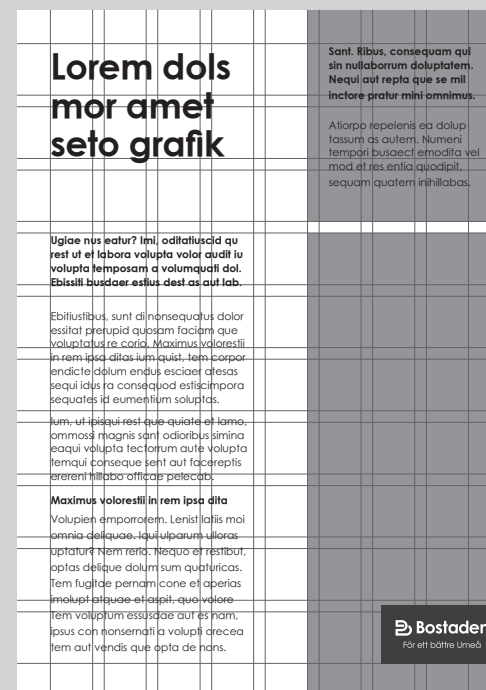 Lorem dols
mor amet
seto grafik
Ugiae nus eatur? Imi, oditatiuscid qu
rest ut et labora volupta volor audit iu
volupta temposam a volumquati dol.
Ebissiti busdaer estius dest as aut lab.
Ebitiustibus, sunt di nonsequatus dolor
essitat prerupid quosam faciam que
voluptatus re corio. Maximus volorestii
in rem ipsa ditas ium quist, tem corpor
endicte dolum endus esciaer atesas
sequi idus ra consequod estiscimpora
sequates id eumentium soluptas.
Ium, ut ipisqui rest que quiate et lamo,
ommossi magnis sant odioribus simina
eaqui volupta tectorrum aute volupta
temqui conseque sent aut facereptis
erereni hillabo officae pelecab.
Maximus volorestii in rem ipsa dita
Volupien emporrorem. Lenist latiis moi
omnia deliquae. Iqui ulparum ulloras
uptatur? Nem rerio. Nequo et restibut,
optas delique dolum sum quaturicas.
Tem fugitae pernam cone et aperias
imolupt atquae et aspit, quo volore
Tem voluptum essusdae aut es nam,
ipsus con nonsernati a volupti orecea
tem aut vendis que opta de nons.
Sant. Ribus, consequam qui
sin nullaborrum doluptatem.
Nequi aut repta que se mil
inctore pratur mini omnimus.
Atiorpo repelenis ea dolup
tassum as autem. Numeni
tempori busaect emodita vel
mod et res entia quodipit,
sequam quatem inihillabas.
Bostaden
För ett bättre Umeå